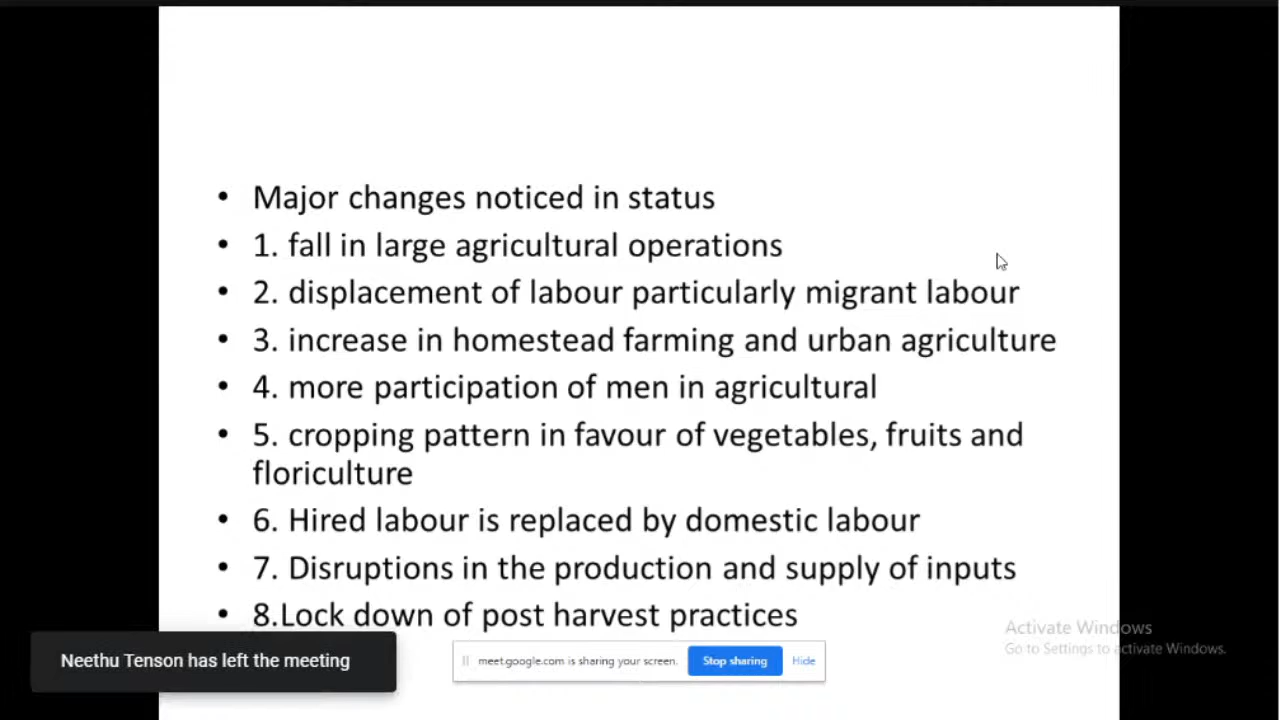 • Major changes noticed in status
• 1. fall in large agricultural operations
• 2. displacement of labour particularly migrant labour
• 3. increase in homestead farming and urban agriculture
• 4. more participation of men in agricultural
• 5. cropping pattern in favour of vegetables, fruits and
floriculture
• 6. Hired labour is replaced by domestic labour
• 7. Disruptions in the production and supply of inputs
• 8.Lock down of post harvest practices
Activate Windows
Go to Settings to activate Windows.
Neethu Tenson has left the meeting
meet.google.com is sharing your screen. Stop sharing Hide